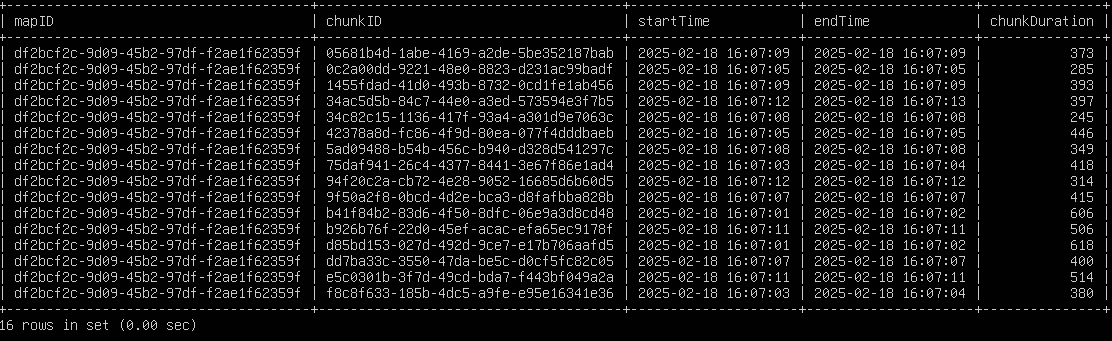 +--------------------------------------+--------------------------------------+---------------------+---------------------+---------------+
| mapID | chunkID | startTime | endTime | chunkDuration |
+--------------------------------------+--------------------------------------+---------------------+---------------------+---------------+
| df2bcf2c-9d09-45b2-97df-f2ae1f62359f | 05681b4d-1abe-4169-a2de-5be352187bab | 2025-02-18 16:07:09 | 2025-02-18 16:07:09 | 373 |
| df2bcf2c-9d09-45b2-97df-f2ae1f62359f | 0c2a00dd-9221-48e0-8823-d231ac99badf | 2025-02-18 16:07:05 | 2025-02-18 16:07:05 | 285 |
| df2bcf2c-9d09-45b2-97df-f2ae1f62359f | 1455fdad-41d0-493b-8732-0cd1fe1ab456 | 2025-02-18 16:07:09 | 2025-02-18 16:07:09 | 393 |
| df2bcf2c-9d09-45b2-97df-f2ae1f62359f | 34ac5d5b-84c7-44e0-a3ed-573594e3f7b5 | 2025-02-18 16:07:12 | 2025-02-18 16:07:13 | 397 |
| df2bcf2c-9d09-45b2-97df-f2ae1f62359f | 34c82c15-1136-417f-93a4-a301d9e7063c | 2025-02-18 16:07:08 | 2025-02-18 16:07:08 | 245 |
| df2bcf2c-9d09-45b2-97df-f2ae1f62359f | 42378a8d-fc86-4f9d-80ea-077f4dddbaeb | 2025-02-18 16:07:05 | 2025-02-18 16:07:05 | 446 |
| df2bcf2c-9d09-45b2-97df-f2ae1f62359f | 5ad09488-b54b-456c-b940-d328d541297c | 2025-02-18 16:07:08 | 2025-02-18 16:07:08 | 349 |
| df2bcf2c-9d09-45b2-97df-f2ae1f62359f | 75daf941-26c4-4377-8441-3e67f86e1ad4 | 2025-02-18 16:07:03 | 2025-02-18 16:07:04 | 418 |
| df2bcf2c-9d09-45b2-97df-f2ae1f62359f | 94f20c2a-cb72-4e28-9052-16685d6b60d5 | 2025-02-18 16:07:12 | 2025-02-18 16:07:12 | 314 |
| df2bcf2c-9d09-45b2-97df-f2ae1f62359f | 9f50a2f8-0bcd-4d2e-bca3-d8fafbba828b | 2025-02-18 16:07:07 | 2025-02-18 16:07:07 | 415 |
| df2bcf2c-9d09-45b2-97df-f2ae1f62359f | b41f84b2-83d6-4f50-8dfc-06e9a3d8cd48 | 2025-02-18 16:07:01 | 2025-02-18 16:07:02 | 606 |
| df2bcf2c-9d09-45b2-97df-f2ae1f62359f | b926b76f-22d0-45ef-acac-efa65ec9178f | 2025-02-18 16:07:11 | 2025-02-18 16:07:11 | 506 |
| df2bcf2c-9d09-45b2-97df-f2ae1f62359f | d85bd153-027d-492d-9ce7-e17b706aafd5 | 2025-02-18 16:07:01 | 2025-02-18 16:07:02 | 618 |
| df2bcf2c-9d09-45b2-97df-f2ae1f62359f | dd7ba33c-3550-47da-be5c-d0cf5fc82c05 | 2025-02-18 16:07:07 | 2025-02-18 16:07:07 | 400 |
| df2bcf2c-9d09-45b2-97df-f2ae1f62359f | e5c0301b-3f7d-49cd-bda7-f443bf049a2a | 2025-02-18 16:07:11 | 2025-02-18 16:07:11 | 514 |
| df2bcf2c-9d09-45b2-97df-f2ae1f62359f | f8c8f633-185b-4dc5-a9fe-e95e16341e36 | 2025-02-18 16:07:03 | 2025-02-18 16:07:04 | 380 |
+--------------------------------------+--------------------------------------+---------------------+---------------------+---------------+
16 rows in set (0.00 sec)